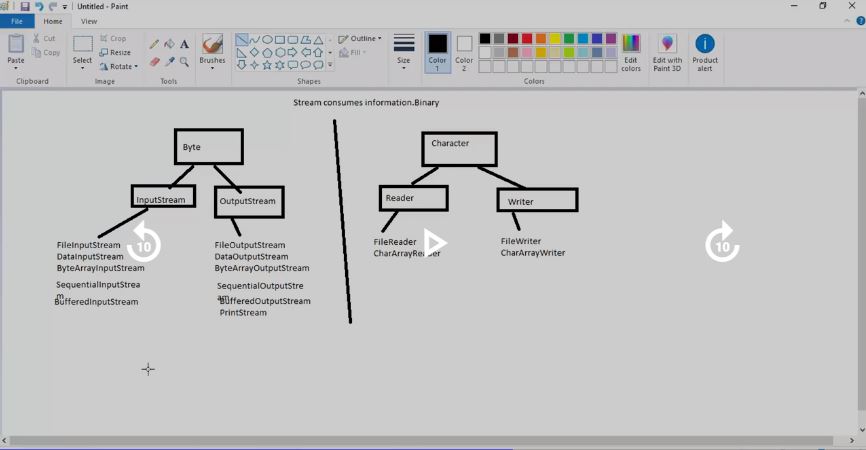 Untitled - Paint
File
Home
View
Paste
Cut
Copy
Clipboard
Select
Crop
Resize
Rotate
Image
Tools
Brushes
Shapes
Outline
Fill
Size
Color
1
Color
2
Colors
Edit
colors
Edit with
Paint 3D
Product
alert
Stream consumes information.Binary
Byte
InputStream
OutputStream
FileInputStream
DataInputStream
ByteArrayInputStream
SequentialInputStrea
m
BufferedInputStream
FileOutputStream
DataOutputStream
ByteArrayOutputStream
SequentialOutputStre
am
BufferedOutputStream
PrintStream
Character
Reader
Writer
FileReader
CharArrayReader
FileWriter
CharArrayWriter
10
10